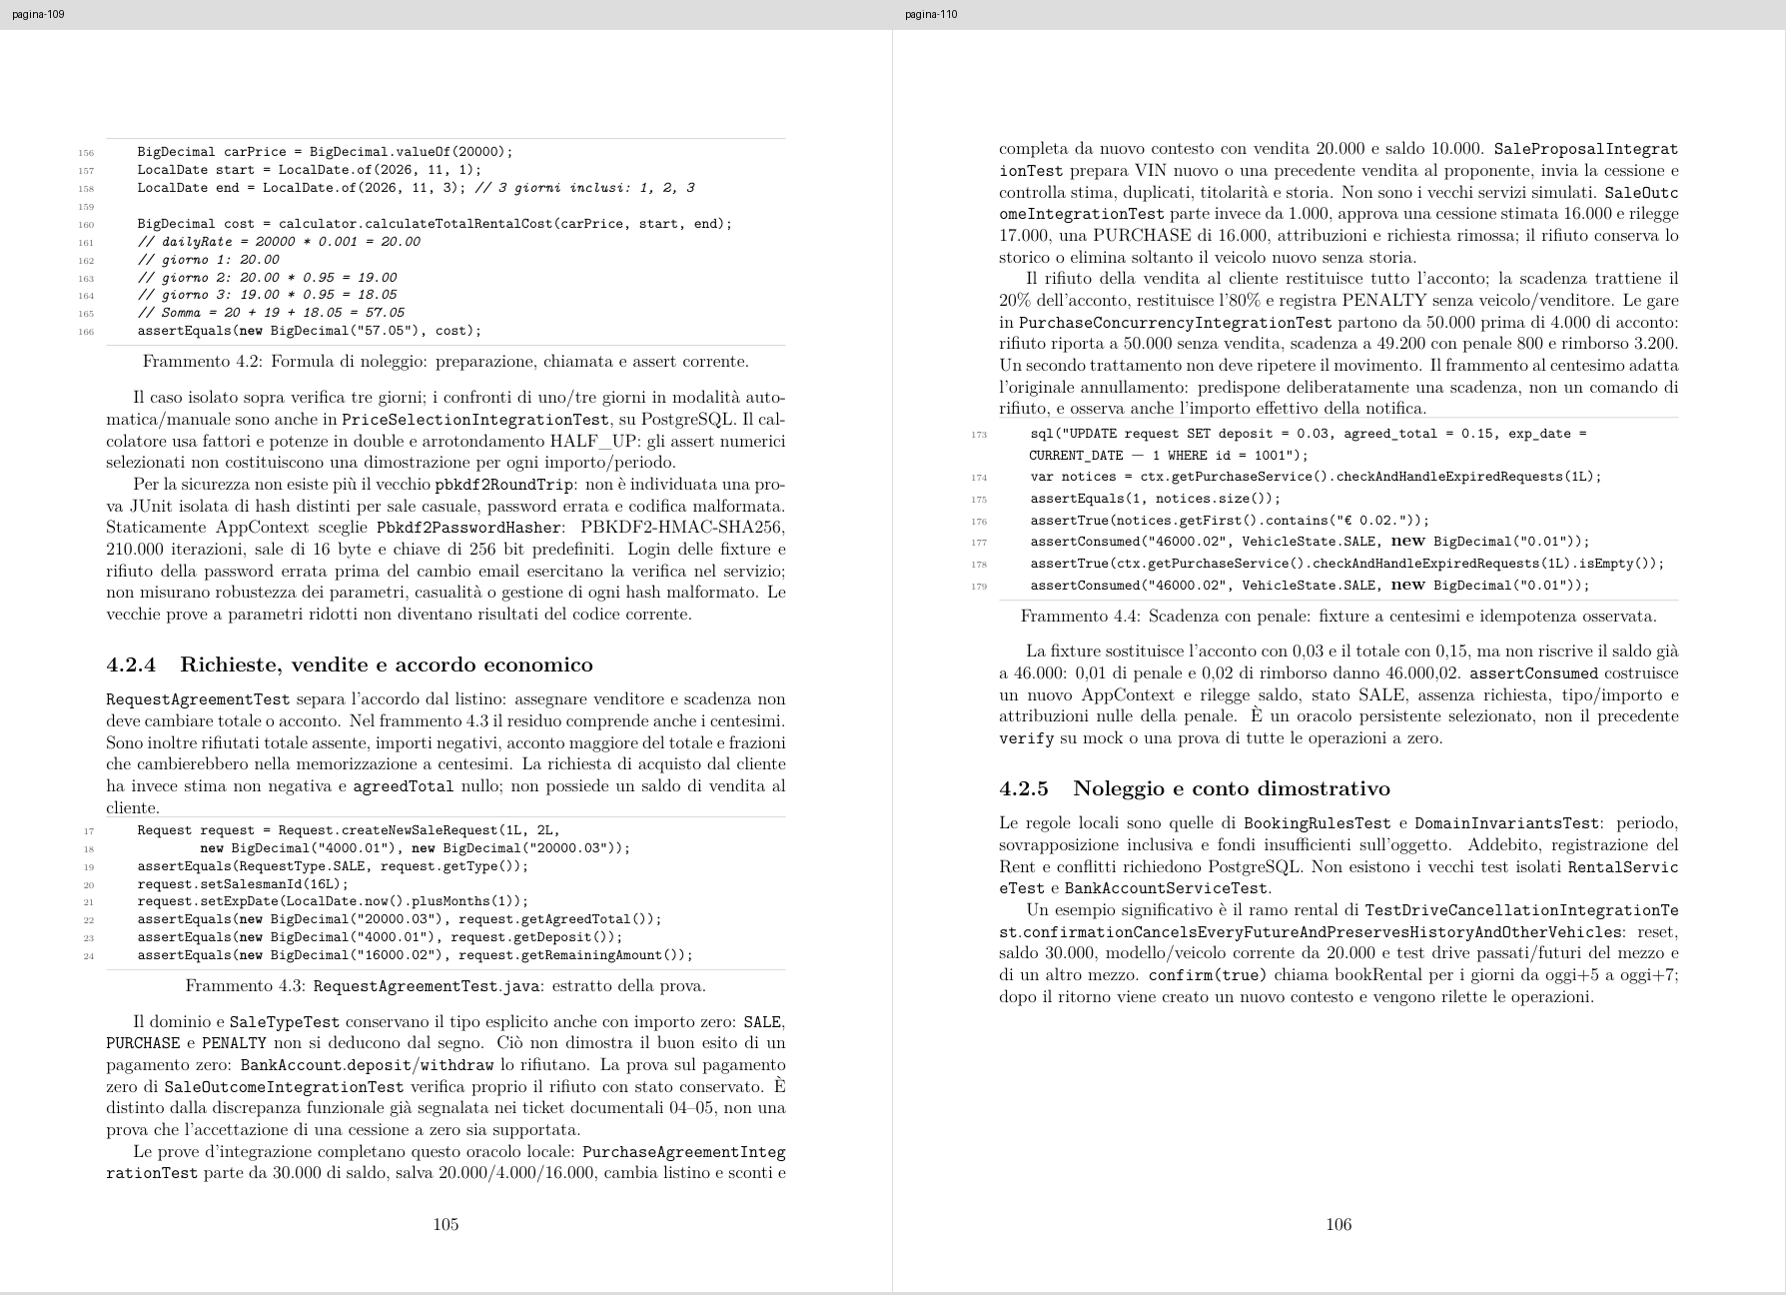 pagina-109
156 BigDecimal carPrice = BigDecimal.valueOf(20000);
157 LocalDate start = LocalDate.of(2026, 11, 1);
158 LocalDate end = LocalDate.of(2026, 11, 3); // 3 giorni inclusi: 1, 2, 3
159
160 BigDecimal cost = calculator.calculateTotalRentalCost(carPrice, start, end);
161 // dailyRate = 20000 * 0.001 = 20.00
162 // giorno 1: 20.00
163 // giorno 2: 20.00 * 0.95 = 19.00
164 // giorno 3: 19.00 * 0.95 = 18.05
165 // Somma = 20 + 19 + 18.05 = 57.05
166 assertEquals(new BigDecimal("57.05"), cost);
Frammento 4.2: Formula di noleggio: preparazione, chiamata e assert corrente.
Il caso isolato sopra verifica tre giorni; i confronti di uno/tre giorni in modalità auto-
matica/manuale sono anche in PriceSelectionIntegrationTest, su PostgreSQL. Il cal-
colatore usa fattori e potenze in double e arrotondamento HALF_UP: gli assert numerici
selezionati non costituiscono una dimostrazione per ogni importo/periodo.
Per la sicurezza non esiste più il vecchio pbkdf2RoundTrip: non è individuata una pro-
va JUnit isolata di hash distinti per sale casuale, password errata e codifica malformata.
Staticamente AppContext sceglie Pbkdf2PasswordHasher: PBKDF2-HMAC-SHA256,
210.000 iterazioni, sale di 16 byte e chiave di 256 bit predefiniti. Login delle fixture e
rifiuto della password errata prima del cambio email esercitano la verifica nel servizio;
non misurano robustezza dei parametri, casualità o gestione di ogni hash malformato. Le
vecchie prove a parametri ridotti non diventano risultati del codice corrente.
4.2.4 Richieste, vendite e accordo economico
RequestAgreementTest separa l'accordo dal listino: assegnare venditore e scadenza non
deve cambiare totale o acconto. Nel frammento 4.3 il residuo comprende anche i centesimi.
Sono inoltre rifiutati totale assente, importi negativi, acconto maggiore del totale e frazioni
che cambierebbero nella memorizzazione a centesimi. La richiesta di acquisto dal cliente
ha invece stima non negativa e agreedTotal nullo; non possiede un saldo di vendita al
cliente.
17 Request request = Request.createNewSaleRequest(1L, 2L,
18 new BigDecimal("4000.01"), new BigDecimal("20000.03"));
19 assertEquals(RequestType.SALE, request.getType());
20 request.setSalesmanId(16L);
21 request.setExpDate(LocalDate.now().plusMonths(1));
22 assertEquals(new BigDecimal("20000.03"), request.getAgreedTotal());
23 assertEquals(new BigDecimal("4000.01"), request.getDeposit());
24 assertEquals(new BigDecimal("16000.02"), request.getRemainingAmount());
Frammento 4.3: RequestAgreementTest.java: estratto della prova.
Il dominio e SaleTypeTest conservano il tipo esplicito anche con importo zero: SALE,
PURCHASE e PENALTY non si deducono dal segno. Ciò non dimostra il buon esito di un
pagamento zero: BankAccount.deposit/withdraw lo rifiutano. La prova sul pagamento
zero di SaleOutcomeIntegrationTest verifica proprio il rifiuto con stato conservato. È
distinto dalla discrepanza funzionale già segnalata nei ticket documentali 04–05, non una
prova che l'accettazione di una cessione a zero sia supportata.
Le prove d'integrazione completano questo oracolo locale: PurchaseAgreementInteg
rationTest parte da 30.000 di saldo, salva 20.000/4.000/16.000, cambia listino e sconti e
105
pagina-110
completa da nuovo contesto con vendita 20.000 e saldo 10.000. SaleProposalIntegrat
ionTest prepara VIN nuovo o una precedente vendita al proponente, invia la cessione e
controlla stima, duplicati, titolarità e storia. Non sono i vecchi servizi simulati. SaleOutc
omeIntegrationTest parte invece da 1.000, approva una cessione stimata 16.000 e rilegge
17.000, una PURCHASE di 16.000, attribuzioni e richiesta rimossa; il rifiuto conserva lo
storico o elimina soltanto il veicolo nuovo senza storia.
Il rifiuto della vendita al cliente restituisce tutto l'acconto; la scadenza trattiene il
20% dell'acconto, restituisce l'80% e registra PENALTY senza veicolo/venditore. Le gare
in PurchaseConcurrencyIntegrationTest partono da 50.000 prima di 4.000 di acconto:
rifiuto riporta a 50.000 senza vendita, scadenza a 49.200 con penale 800 e rimborso 3.200.
Un secondo trattamento non deve ripetere il movimento. Il frammento al centesimo adatta
l'originale annullamento: predispone deliberatamente una scadenza, non un comando di
rifiuto, e osserva anche l'importo effettivo della notifica.
173 sql("UPDATE request SET deposit = 0.03, agreed_total = 0.15, exp_date =
CURRENT_DATE − 1 WHERE id = 1001");
174 var notices = ctx.getPurchaseService().checkAndHandleExpiredRequests(1L);
175 assertEquals(1, notices.size());
176 assertTrue(notices.getFirst().contains("€ 0.02."));
177 assertConsumed("46000.02", VehicleState.SALE, new BigDecimal("0.01"));
178 assertTrue(ctx.getPurchaseService().checkAndHandleExpiredRequests(1L).isEmpty());
179 assertConsumed("46000.02", VehicleState.SALE, new BigDecimal("0.01"));
Frammento 4.4: Scadenza con penale: fixture a centesimi e idempotenza osservata.
La fixture sostituisce l'acconto con 0,03 e il totale con 0,15, ma non riscrive il saldo già
a 46.000: 0,01 di penale e 0,02 di rimborso danno 46.000,02. assertConsumed costruisce
un nuovo AppContext e rilegge saldo, stato SALE, assenza richiesta, tipo/importo e
attribuzioni nulle della penale. È un oracolo persistente selezionato, non il precedente
verify su mock o una prova di tutte le operazioni a zero.
4.2.5 Noleggio e conto dimostrativo
Le regole locali sono quelle di BookingRulesTest e DomainInvariantsTest: periodo,
sovrapposizione inclusiva e fondi insufficienti sull'oggetto. Addebito, registrazione del
Rent e conflitti richiedono PostgreSQL. Non esistono i vecchi test isolati RentalServic
eTest e BankAccountServiceTest.
Un esempio significativo è il ramo rental di TestDriveCancellationIntegrationTe
st.confirmationCancelsEveryFutureAndPreservesHistoryAndOtherVehicles: reset,
saldo 30.000, modello/veicolo corrente da 20.000 e test drive passati/futuri del mezzo e
di un altro mezzo. confirm(true) chiama bookRental per i giorni da oggi+5 a oggi+7;
dopo il ritorno viene creato un nuovo contesto e vengono rilette le operazioni.
106